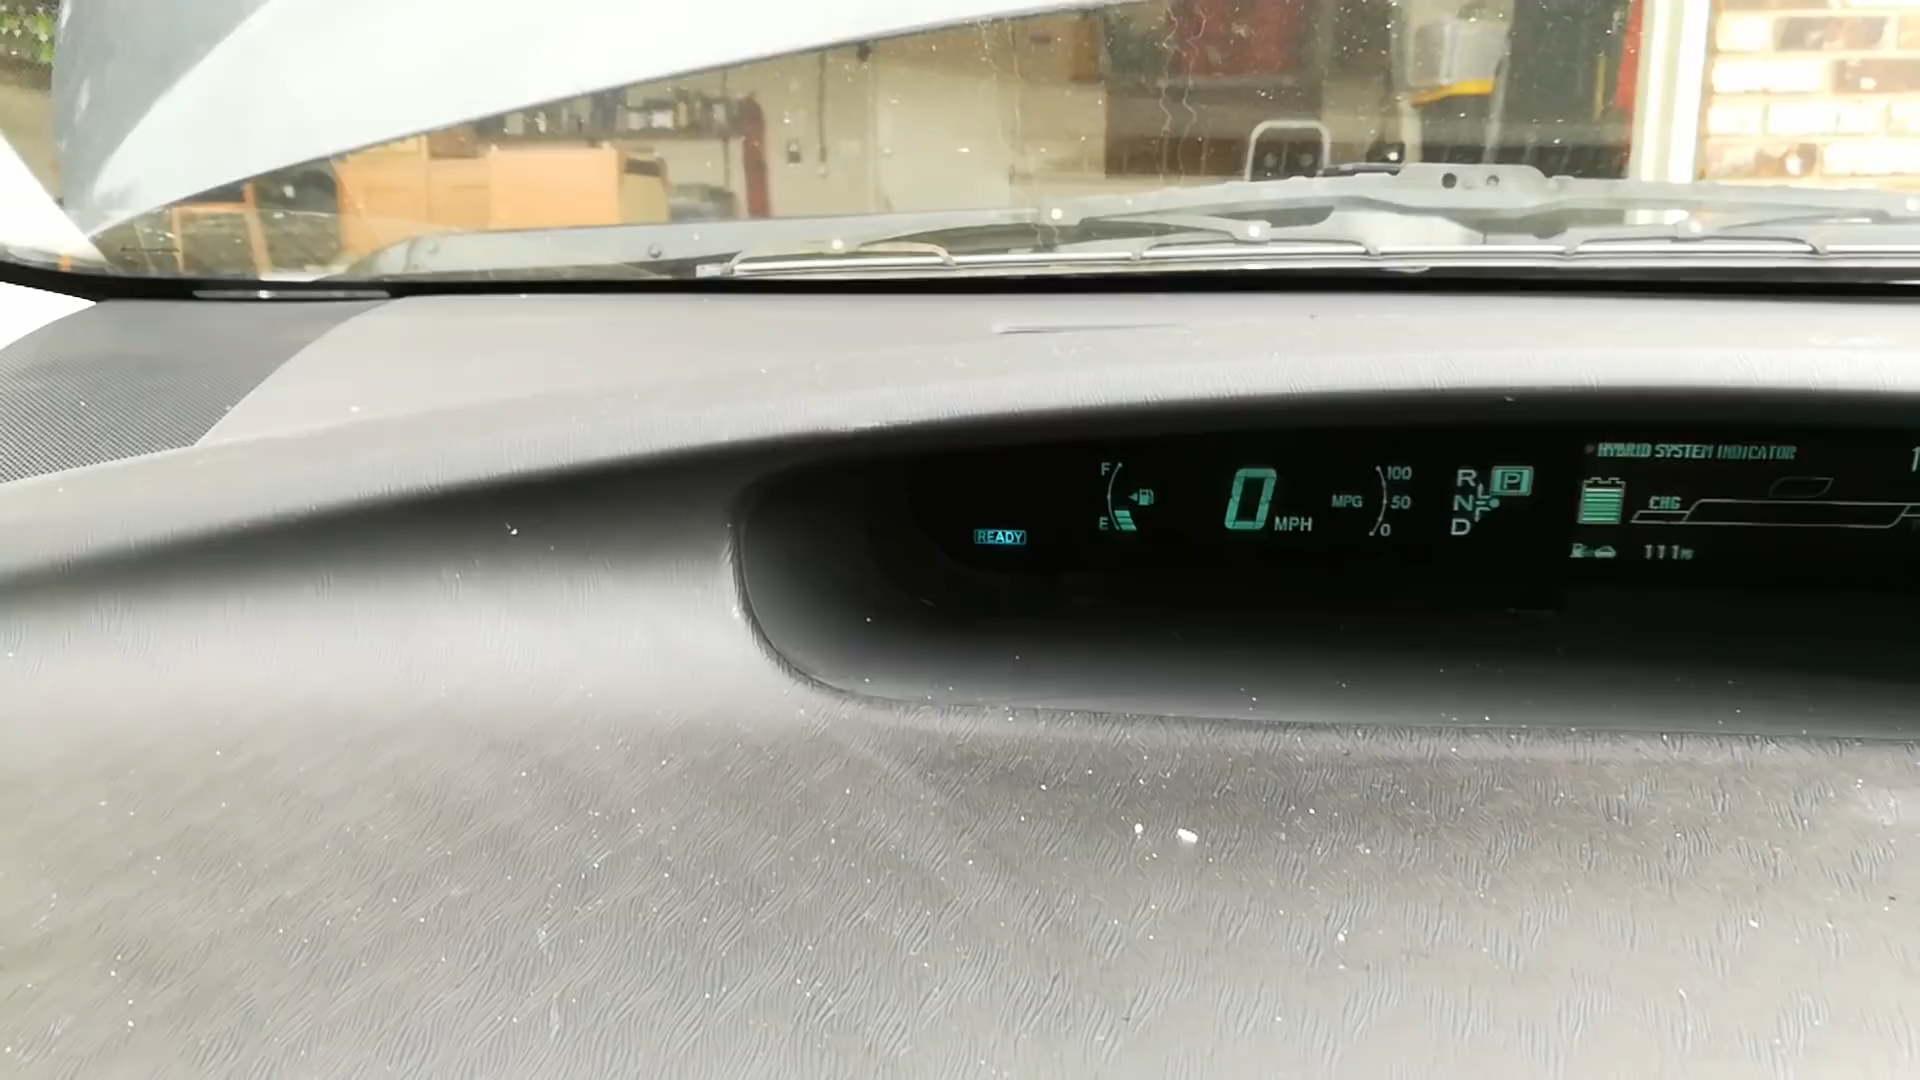 READY
F
E
0 MPH
MPG
100
50
0
R
N
D
P
HYBRID SYSTEM INDICATOR
CHG
111